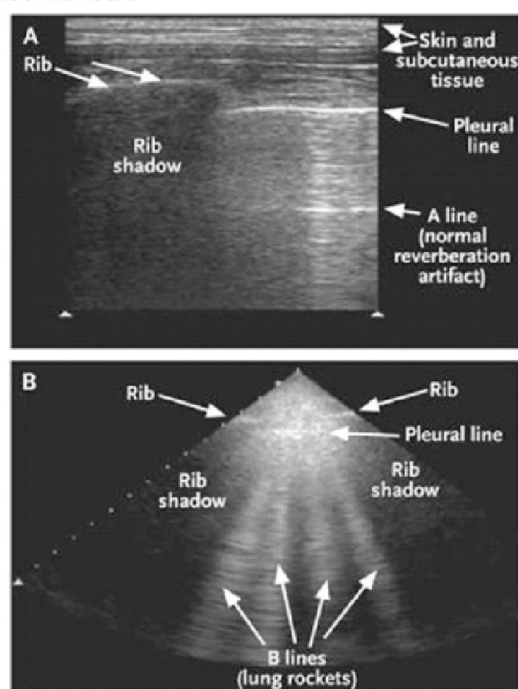 A
Rib
Skin and
subcutaneous
tissue
Rib
shadow
Pleural
line
A line
(normal
reverberation
artifact)
B
Rib
Rib
Pleural line
Rib
shadow
Rib
shadow
B lines
(lung rockets)